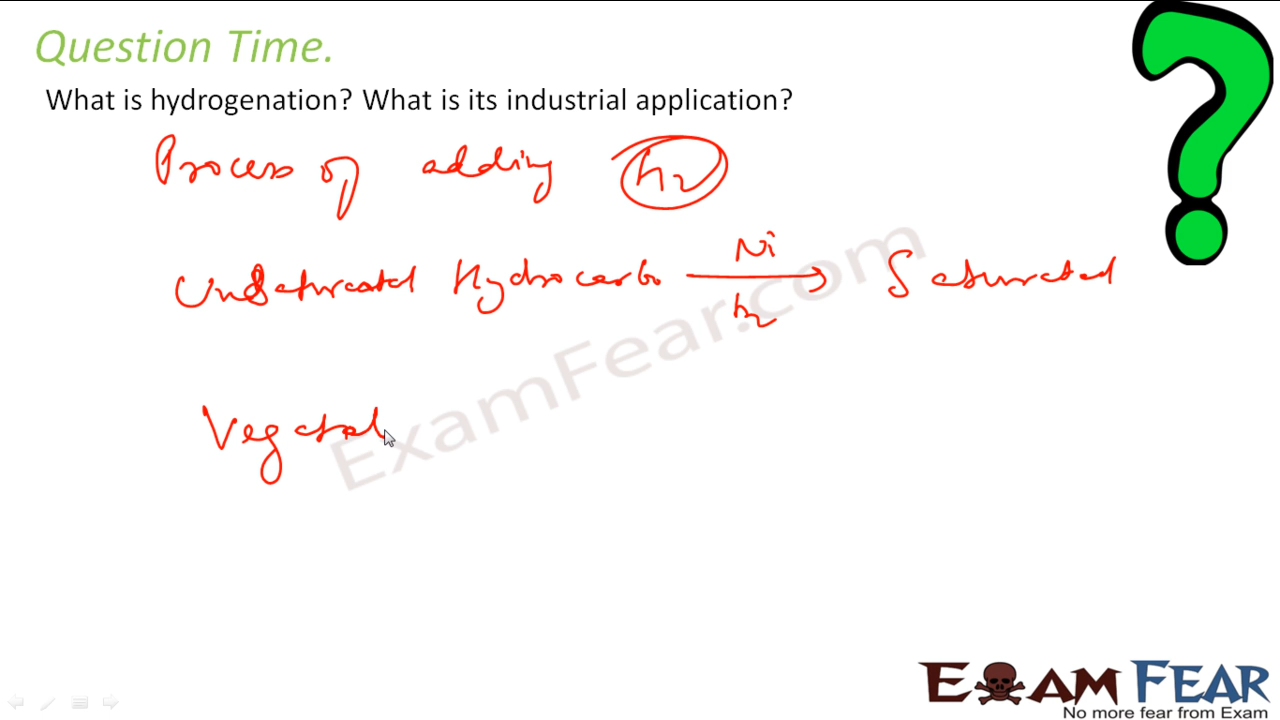 Question Time.
What is hydrogenation? What is its industrial application?
Process of adding h2
Unsaturated Hydrocarbo Ni h2 Saturated
Vegetab
ExamFear.com
EXAM FEAR
No more fear from Exam